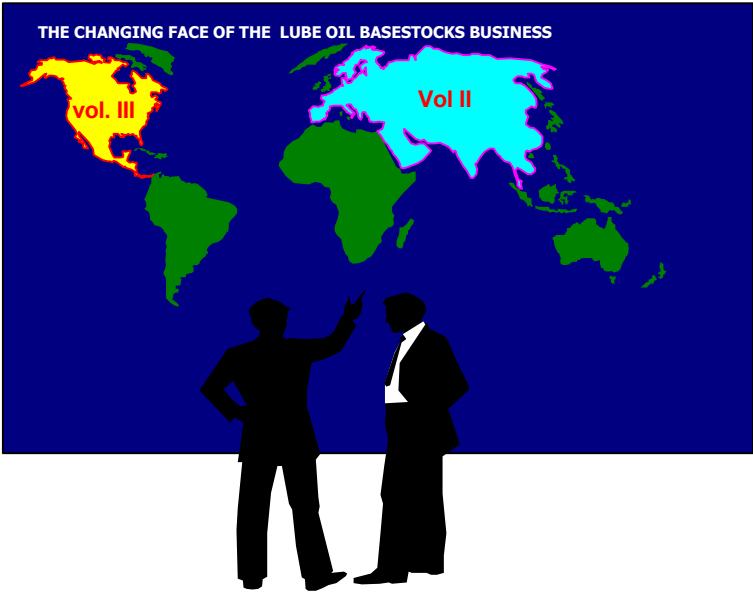 THE CHANGING FACE OF THE LUBE OIL BASESTOCKS BUSINESS
vol. III
Vol II